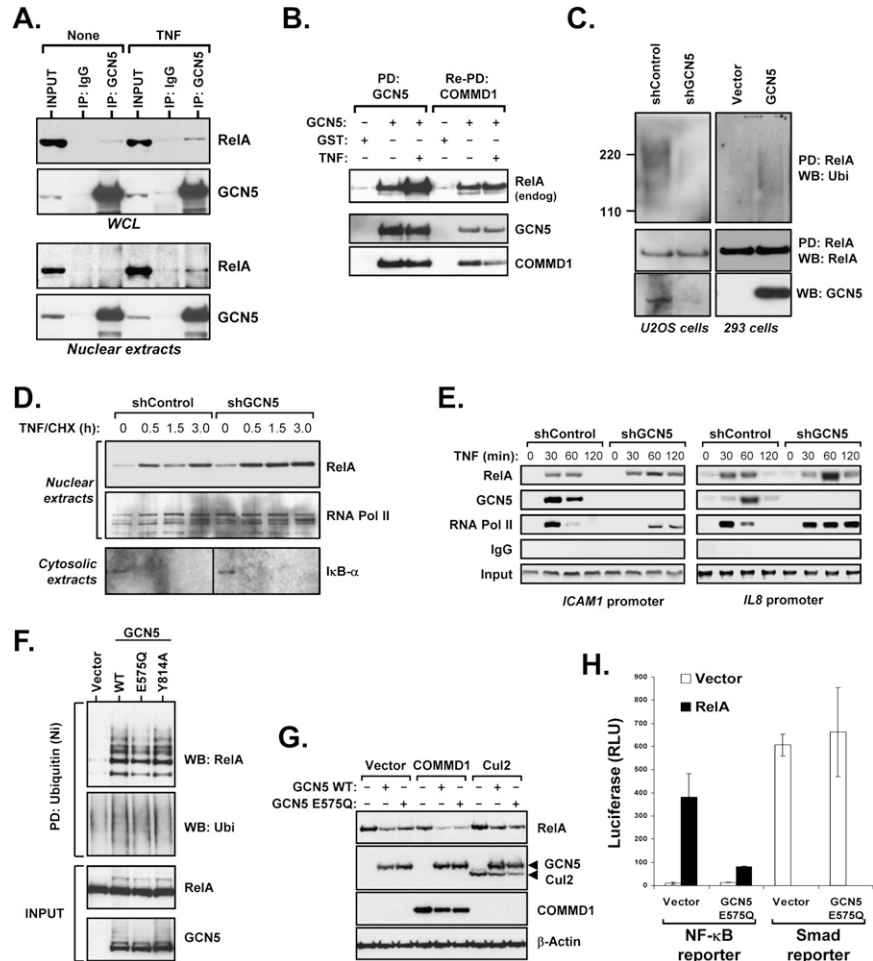 A.
None TNF
INPUT IP: IgG IP: GCN5 INPUT IP: IgG IP: GCN5
RelA
GCN5
WCL
RelA
GCN5
Nuclear extracts
B.
PD: GCN5 Re-PD: COMMD1
GCN5: – + + – + +
GST: + – – + – –
TNF: – – + – – +
RelA
(endog)
GCN5
COMMD1
C.
shControl shGCN5 Vector GCN5
220
110
PD: RelA
WB: Ubi
PD: RelA
WB: RelA
WB: GCN5
U2OS cells 293 cells
D.
shControl shGCN5
TNF/CHX (h): 0 0.5 1.5 3.0 0 0.5 1.5 3.0
Nuclear extracts
RelA
RNA Pol II
Cytosolic extracts
IκB-α
E.
shControl shGCN5 shControl shGCN5
TNF (min): 0 30 60 120 0 30 60 120 0 30 60 120 0 30 60 120
RelA
GCN5
RNA Pol II
IgG
Input
ICAM1 promoter IL8 promoter
F.
GCN5
Vector WT E575Q Y814A
PD: Ubiquitin (Ni)
WB: RelA
WB: Ubi
INPUT
RelA
GCN5
G.
Vector COMMD1 Cul2
GCN5 WT: – + – – + – – + –
GCN5 E575Q: – – + – – + – – +
RelA
GCN5
Cul2
COMMD1
β-Actin
H.
Vector
RelA
Luciferase (RLU)
900
800
700
600
500
400
300
200
100
0
Vector GCN5 E575Q Vector GCN5 E575Q
NF-κB reporter Smad reporter